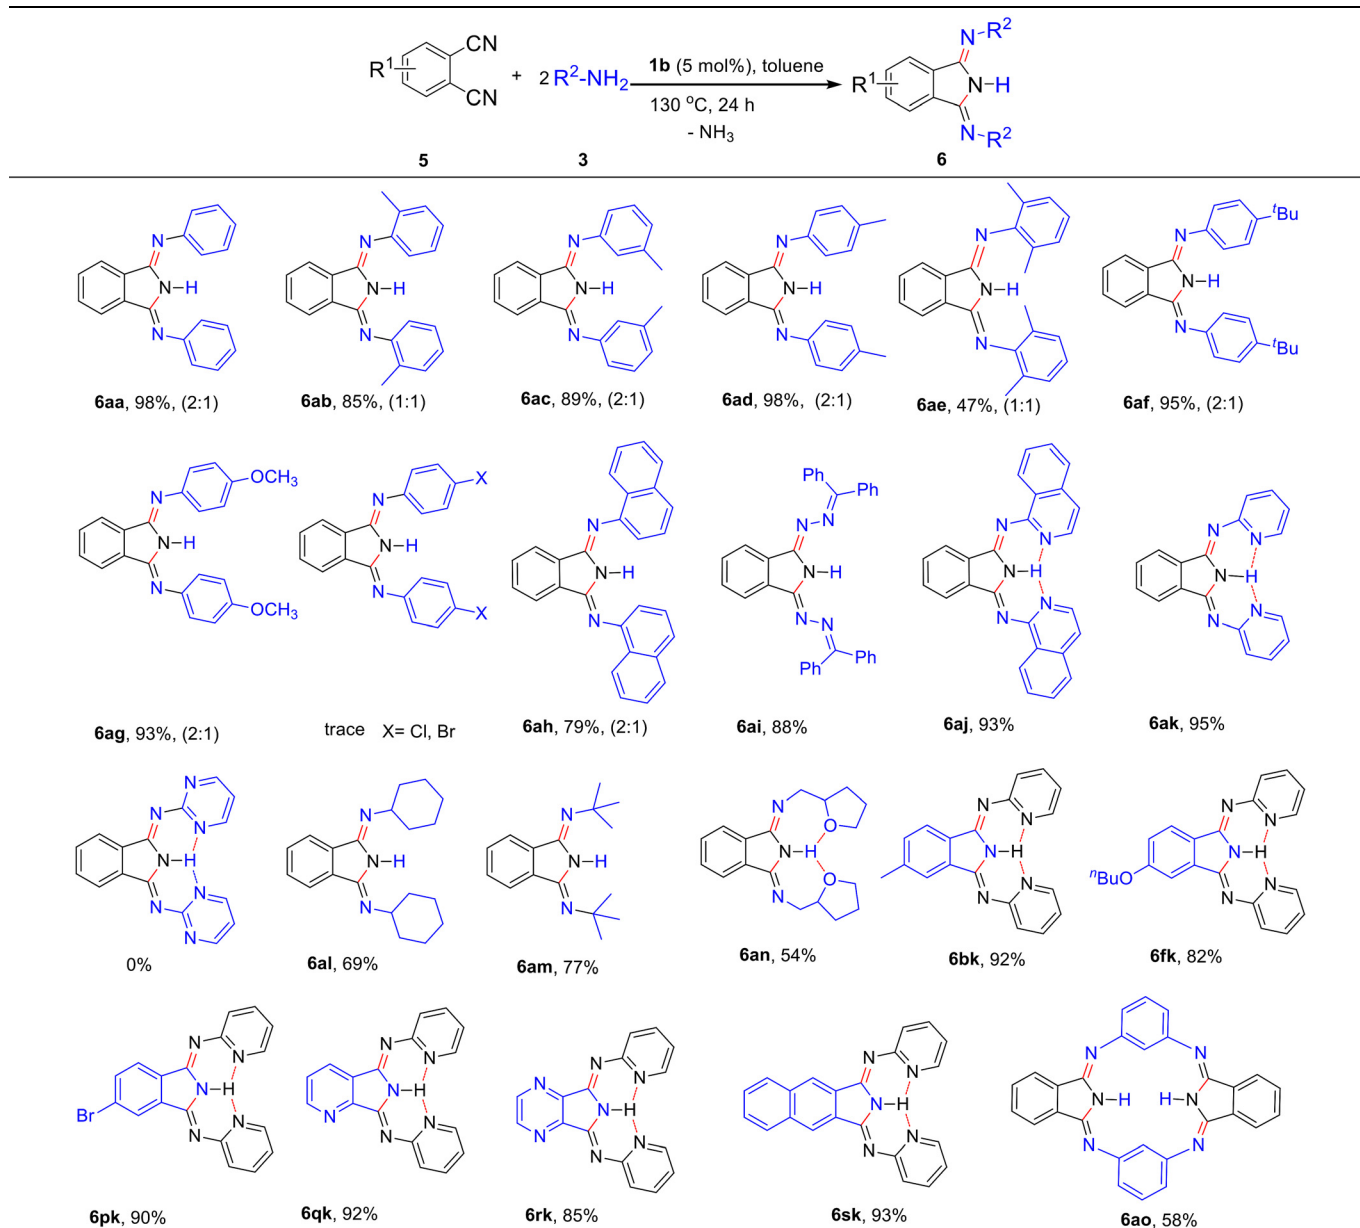 CN
R¹
CN
5
+
2 R²-NH₂
3
1b (5 mol%), toluene
130 °C, 24 h
- NH₃
N-R²
R¹
N-H
N-R²
6
N
N-H
N
6aa, 98%, (2:1)
N
N-H
N
6ab, 85%, (1:1)
N
N-H
N
6ac, 89%, (2:1)
N
N-H
N
6ad, 98%, (2:1)
N
N-H
N
6ae, 47%, (1:1)
ᵗBu
N
N-H
N
ᵗBu
6af, 95%, (2:1)
OCH₃
N
N-H
N
OCH₃
6ag, 93%, (2:1)
X
N
N-H
N
X
trace X= Cl, Br
N
N-H
N
6ah, 79%, (2:1)
Ph
Ph
N-N
N-H
N-N
Ph Ph
6ai, 88%
N
N
N-H
N
N
6aj, 93%
N
N
N-H
N
N
6ak, 95%
N
N
N
N-H
N
N
N
0%
N
N-H
N
6al, 69%
N
N-H
N
6am, 77%
N
O
N-H
O
N
6an, 54%
N
N
N-H
N
N
6bk, 92%
N
N
N-H
ⁿBuO
N
N
6fk, 82%
N
N
N-H
Br
N
N
6pk, 90%
N
N
N-H
N
N
N
6qk, 92%
N
N
N
N-H
N
N
N
6rk, 85%
N
N
N-H
N
N
6sk, 93%
N
N
N-H
H-N
N
N
6ao, 58%